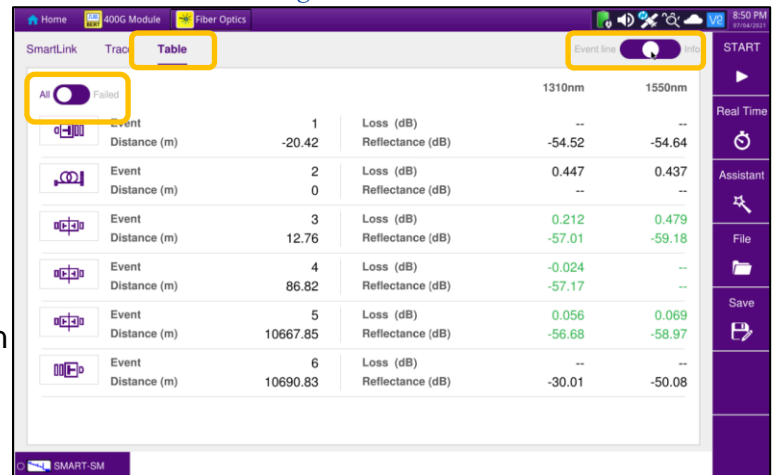 Home 400G Module Fiber Optics V2 8:50 PM
07/04/2021
SmartLink Trace Table Event line Info START
All Failed 1310nm 1550nm
Real Time
Event 1 Loss (dB) -- --
Distance (m) -20.42 Reflectance (dB) -54.52 -54.64
Event 2 Loss (dB) 0.447 0.437
Distance (m) 0 Reflectance (dB) -- --
Assistant
Event 3 Loss (dB) 0.212 0.479
Distance (m) 12.76 Reflectance (dB) -57.01 -59.18
File
Event 4 Loss (dB) -0.024 --
Distance (m) 86.82 Reflectance (dB) -57.17 --
Save
Event 5 Loss (dB) 0.056 0.069
Distance (m) 10667.85 Reflectance (dB) -56.68 -58.97
Event 6 Loss (dB) -- --
Distance (m) 10690.83 Reflectance (dB) -30.01 -50.08
SMART-SM